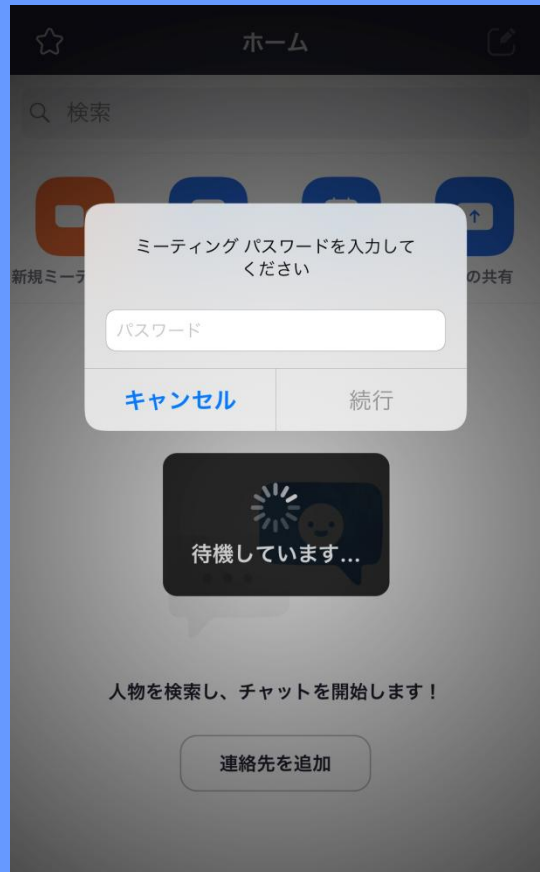 ホーム
検索
ミーティング パスワードを入力して
ください
新規ミーテ
の共有
パスワード
キャンセル
続行
待機しています...
人物を検索し、チャットを開始します！
連絡先を追加